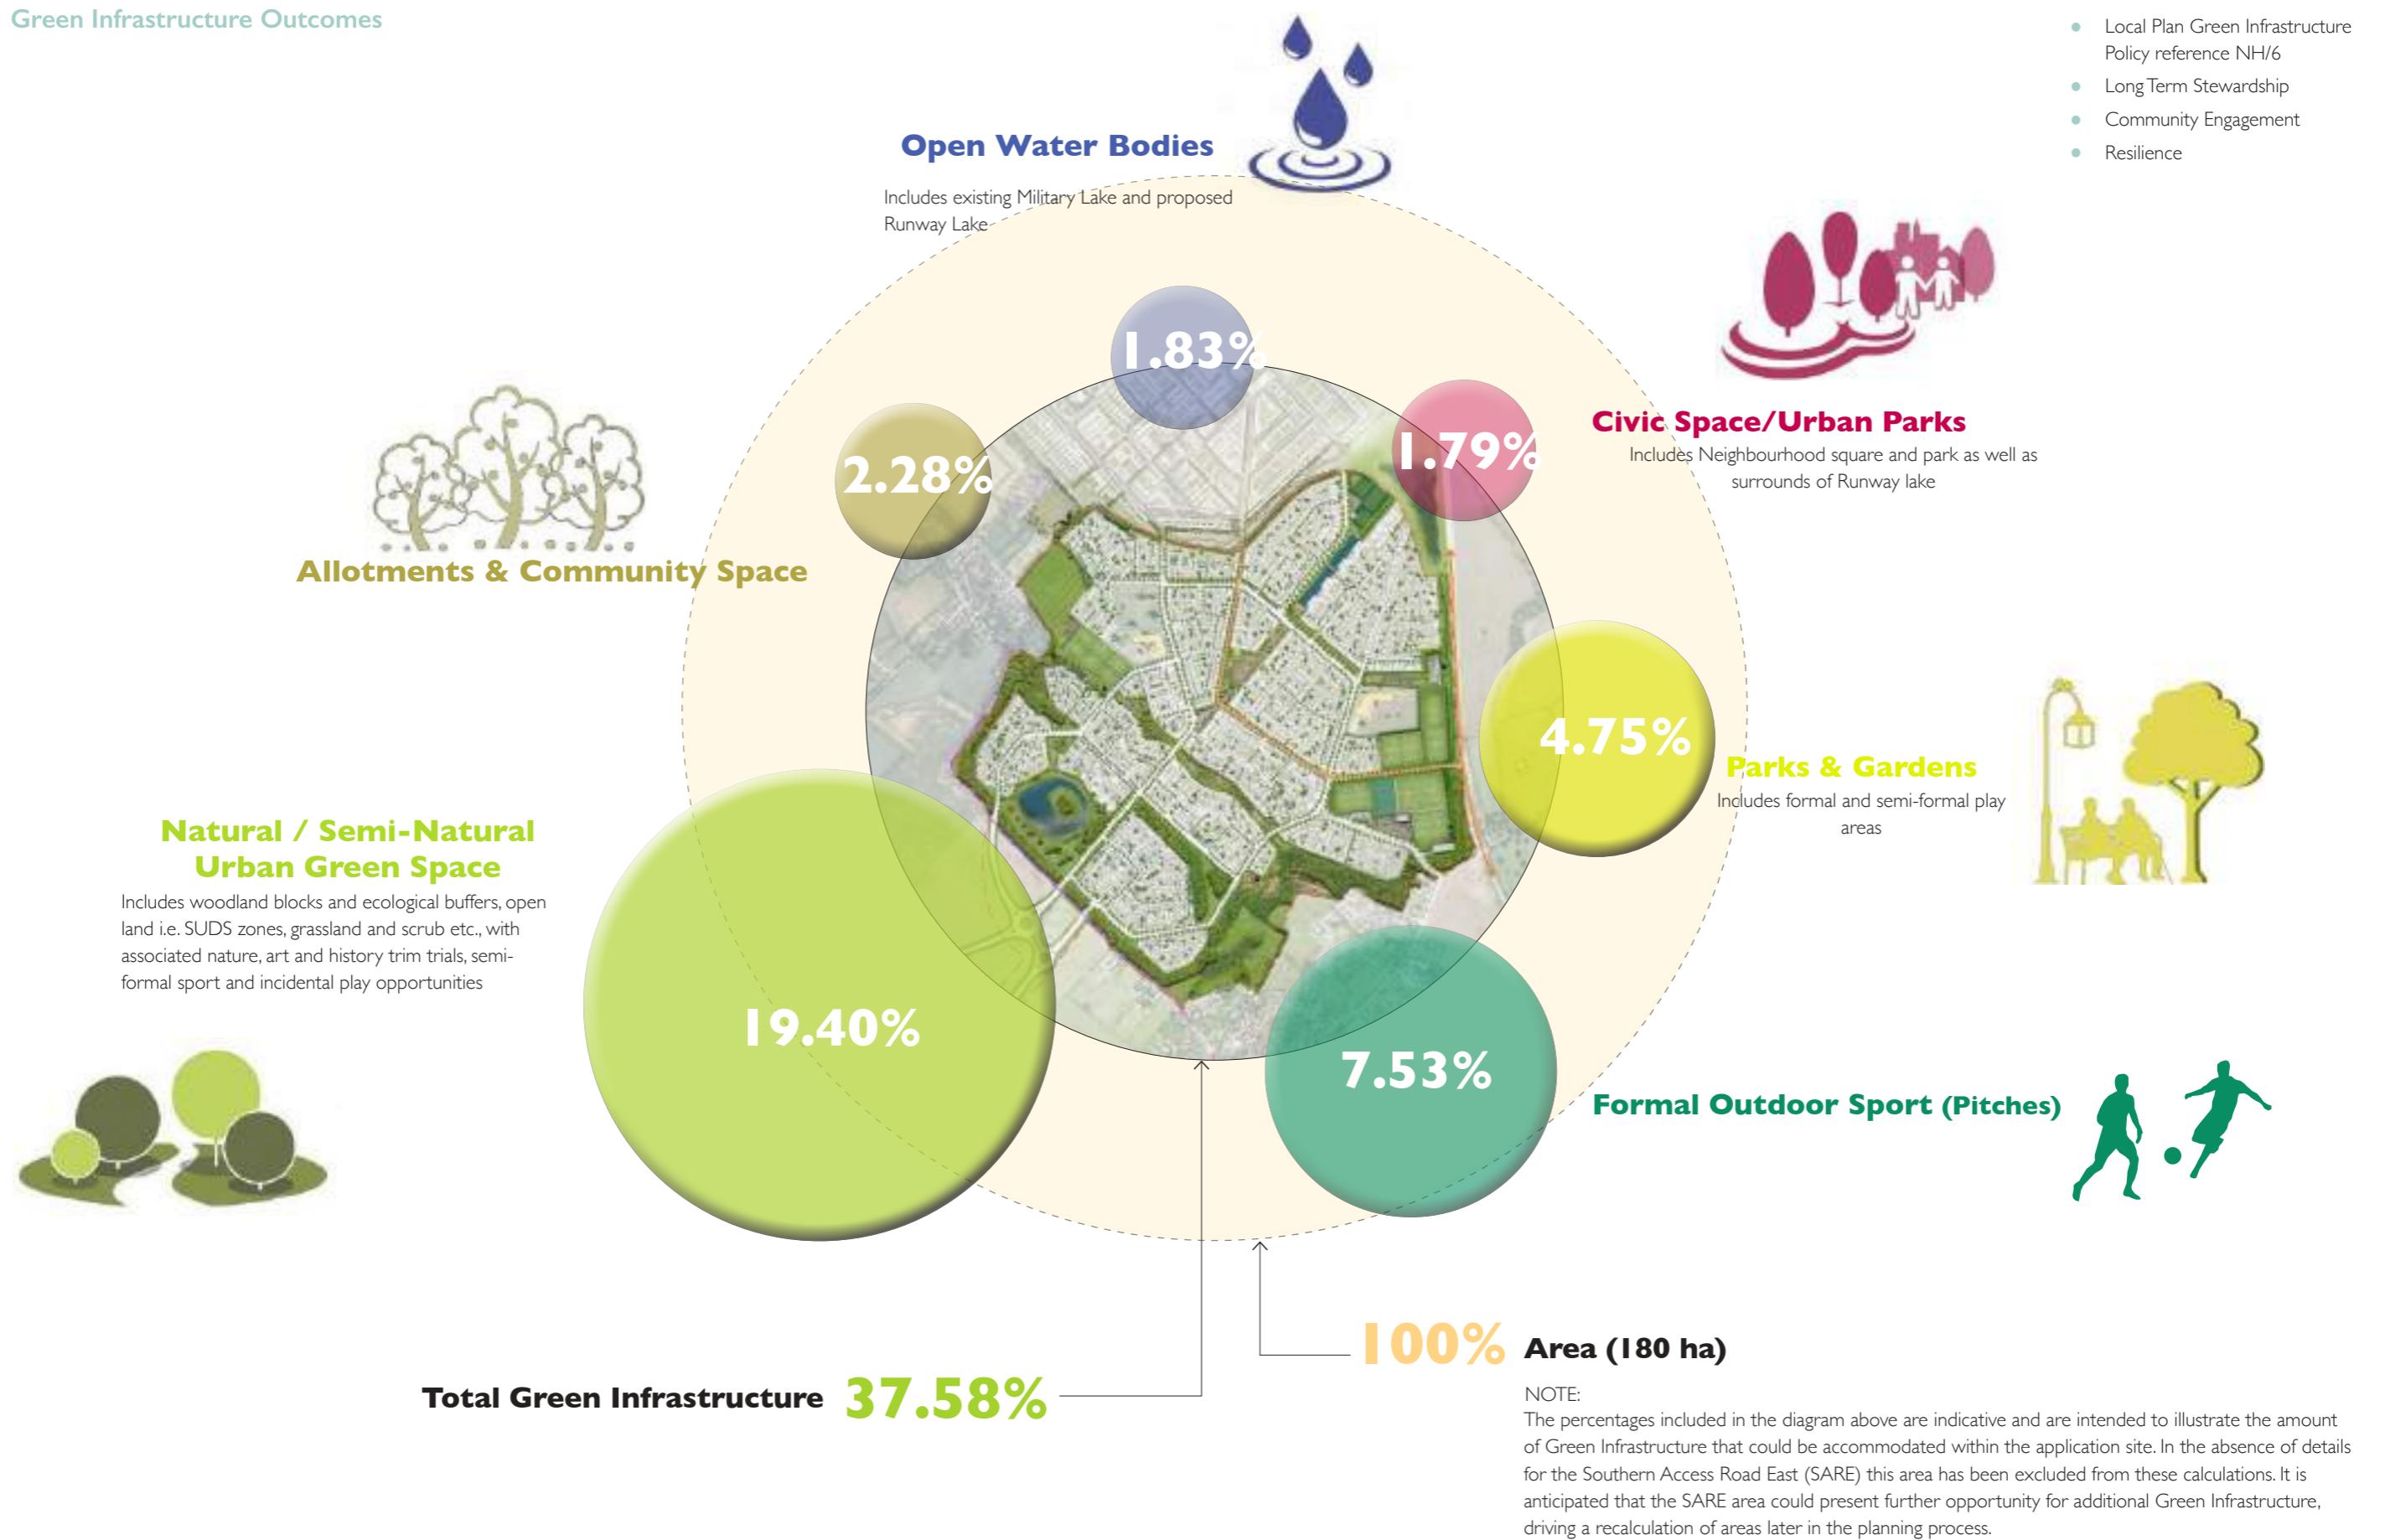 Green Infrastructure Outcomes
Local Plan Green Infrastructure
Policy reference NH/6
Long Term Stewardship
Community Engagement
Resilience
Open Water Bodies
Includes existing Military Lake and proposed
Runway Lake
1.83%
Civic Space/Urban Parks
Includes Neighbourhood square and park as well as
surrounds of Runway lake
1.79%
2.28%
Allotments & Community Space
4.75%
Parks & Gardens
Includes formal and semi-formal play
areas
Natural / Semi-Natural
Urban Green Space
Includes woodland blocks and ecological buffers, open
land i.e. SUDS zones, grassland and scrub etc., with
associated nature, art and history trim trials, semi-
formal sport and incidental play opportunities
19.40%
7.53%
Formal Outdoor Sport (Pitches)
100% Area (180 ha)
Total Green Infrastructure 37.58%
NOTE:
The percentages included in the diagram above are indicative and are intended to illustrate the amount
of Green Infrastructure that could be accommodated within the application site. In the absence of details
for the Southern Access Road East (SARE) this area has been excluded from these calculations. It is
anticipated that the SARE area could present further opportunity for additional Green Infrastructure,
driving a recalculation of areas later in the planning process.